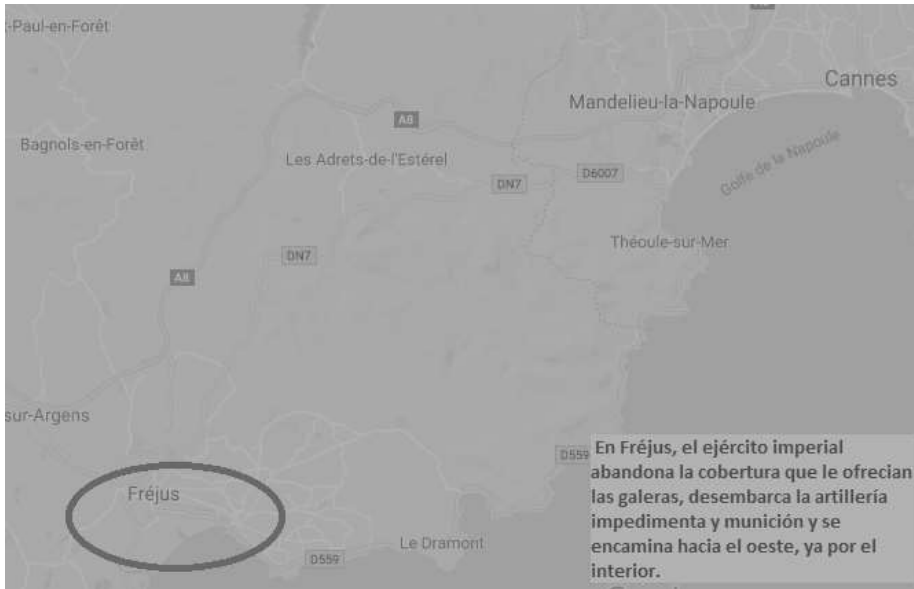 -Paul-en-Forêt
Cannes
Mandelieu-la-Napoule
A8
Bagnols-en-Forêt
Golfe de la Napoule
Les Adrets-de-l'Estérel
D6007
DN7
Théoule-sur-Mer
DN7
A8
sur-Argens
D559
En Fréjus, el ejército imperial
abandona la cobertura que le ofrecian
las galeras, desembarca la artillería
impedimenta y munición y se
encamina hacia el oeste, ya por el
interior.
Fréjus
Le Dramont
D559